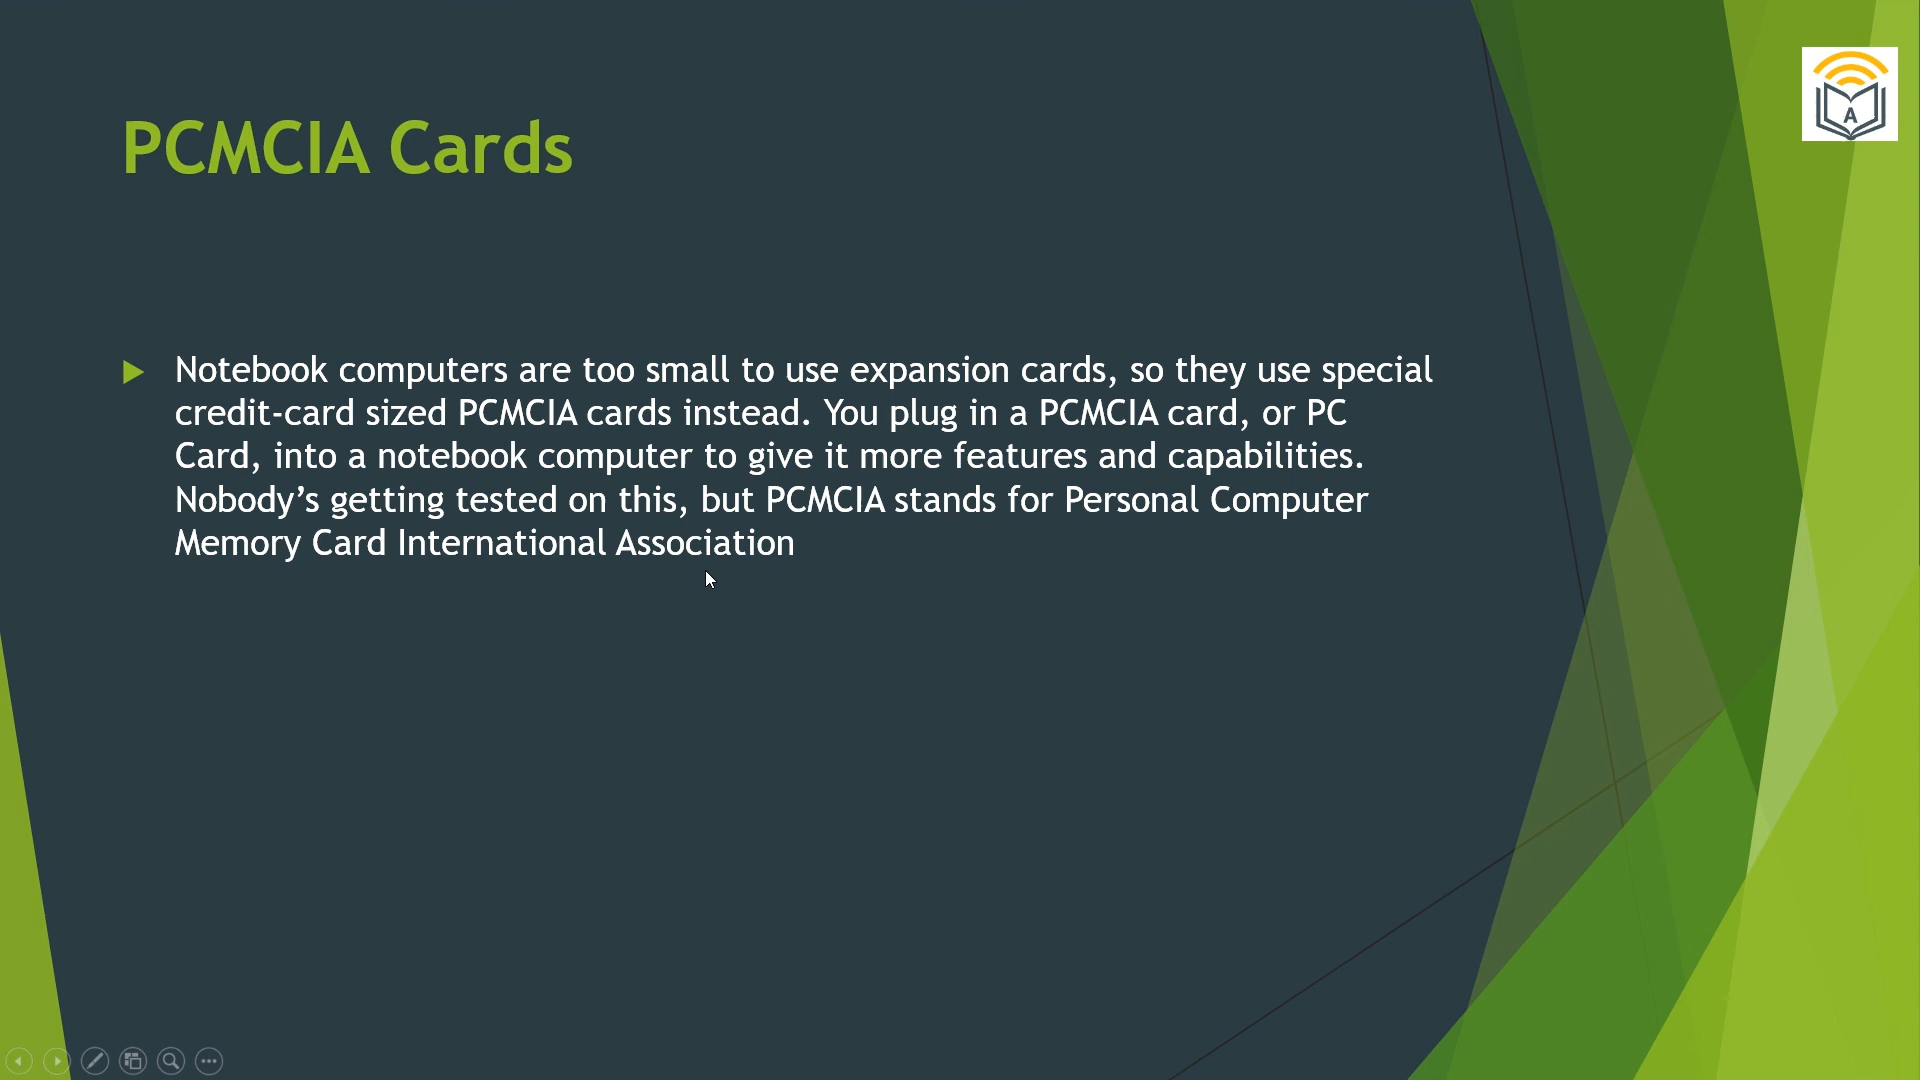 PCMCIA Cards
A
Notebook computers are too small to use expansion cards, so they use special
credit-card sized PCMCIA cards instead. You plug in a PCMCIA card, or PC
Card, into a notebook computer to give it more features and capabilities.
Nobody’s getting tested on this, but PCMCIA stands for Personal Computer
Memory Card International Association